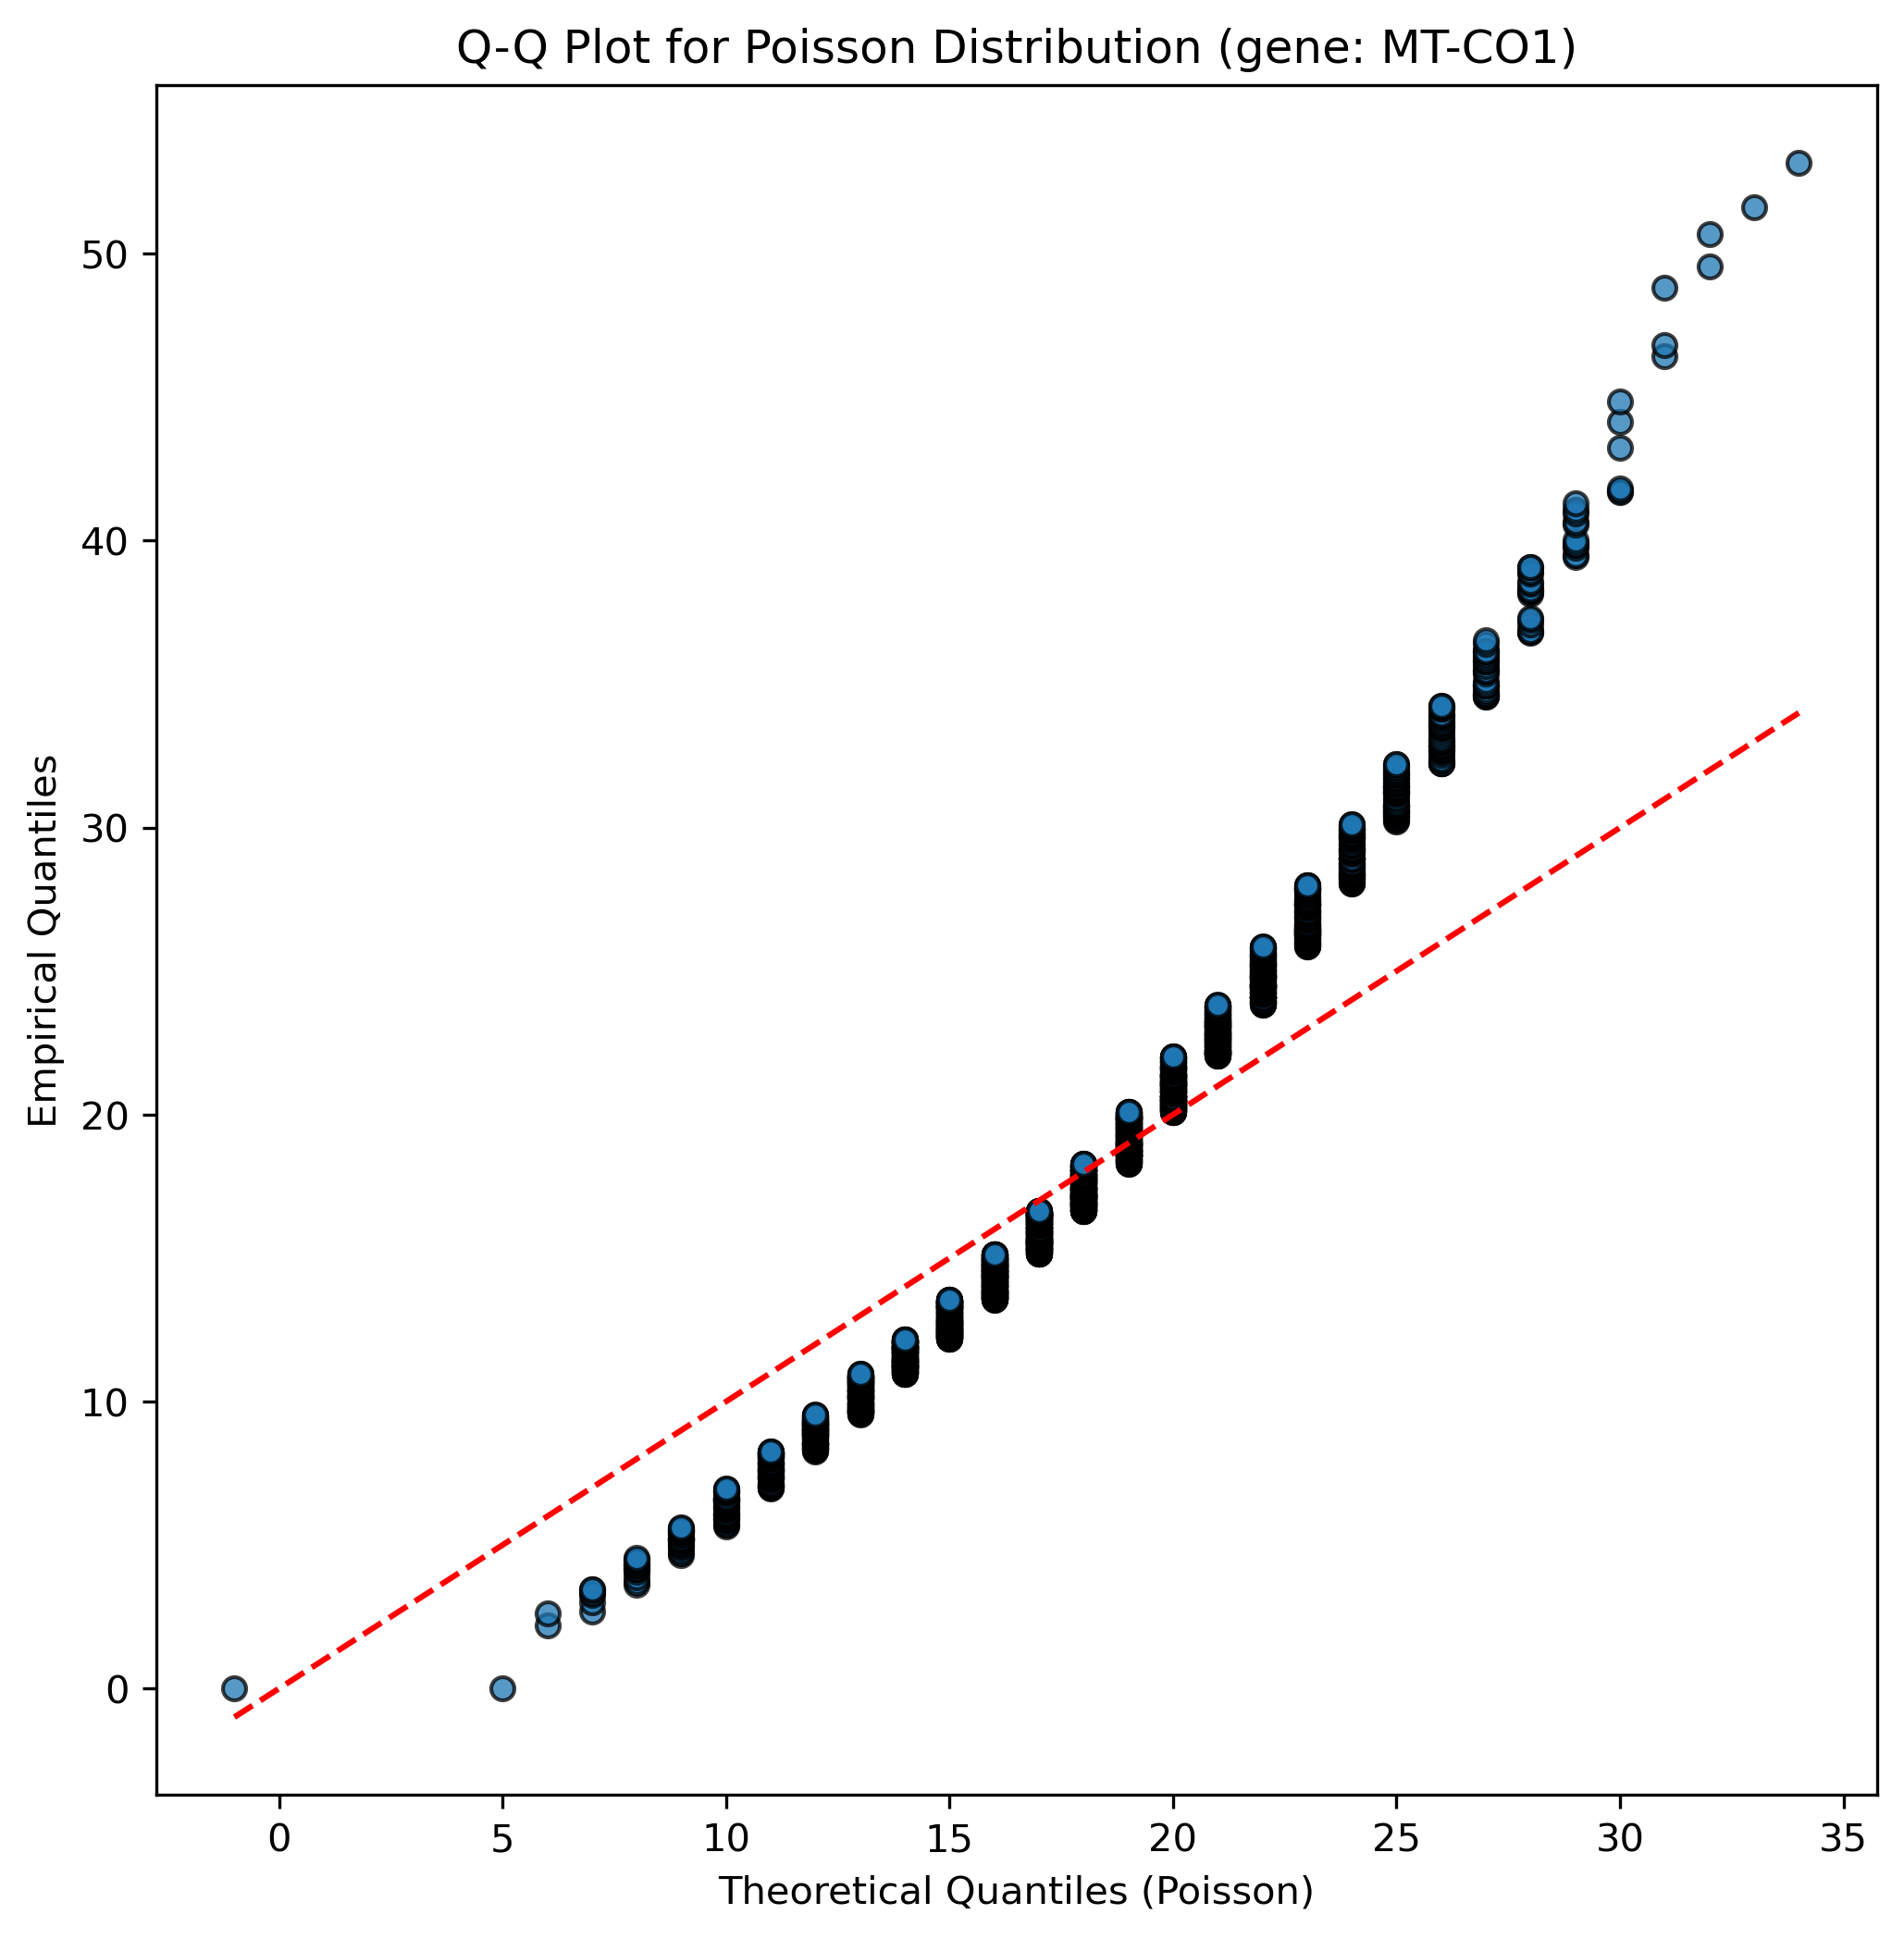 Q-Q Plot for Poisson Distribution (gene: MT-CO1)
Empirical Quantiles
50
40
30
20
10
0
0 5 10 15 20 25 30 35
Theoretical Quantiles (Poisson)